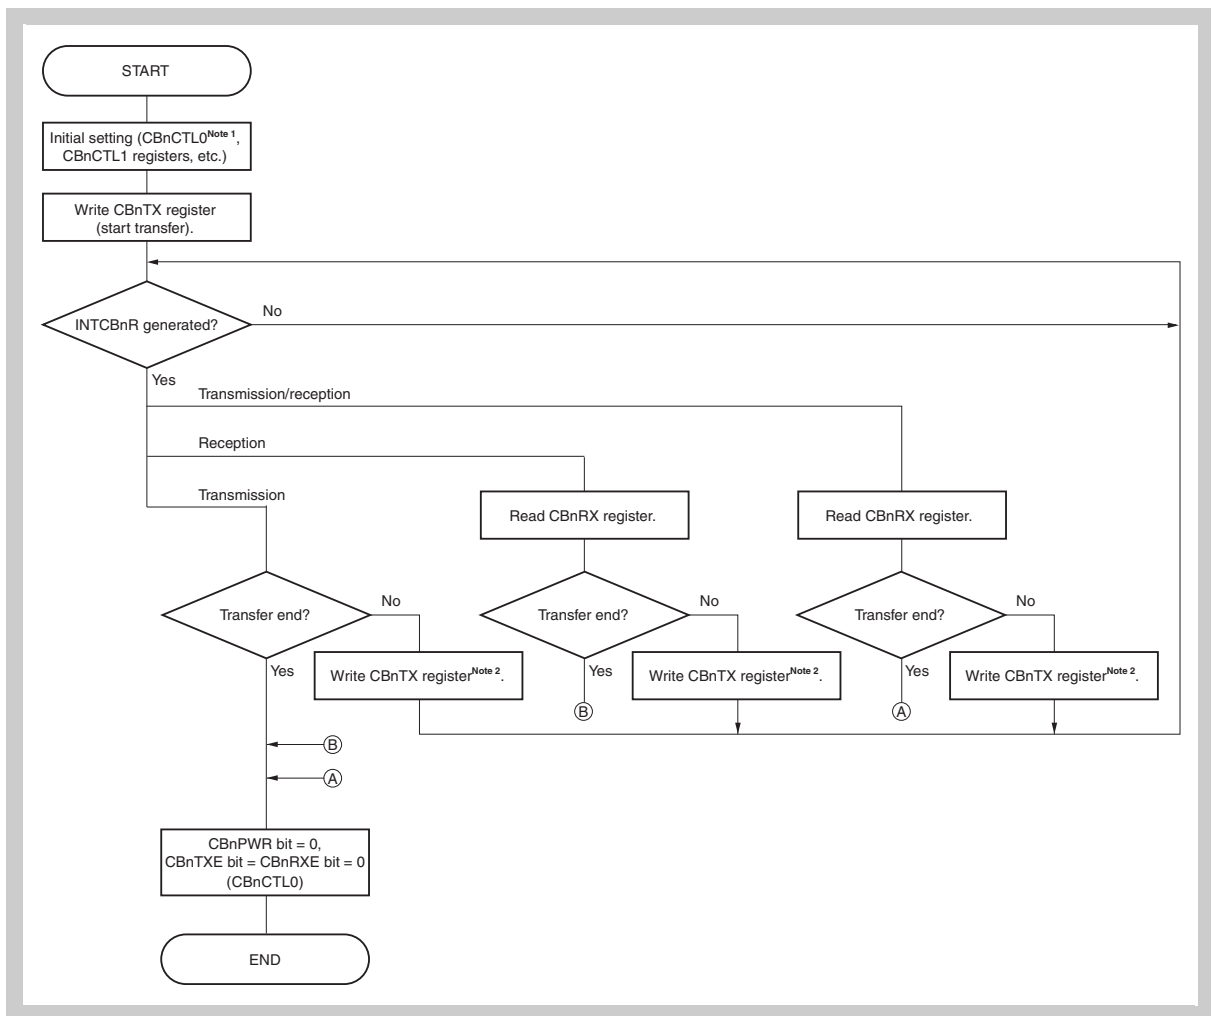 START
Initial setting (CBnCTL0Note 1,
CBnCTL1 registers, etc.)
Write CBnTX register
(start transfer).
INTCBnR generated?
No
Yes
Transmission/reception
Reception
Transmission
Read CBnRX register.
Read CBnRX register.
Transfer end?
No
Transfer end?
No
Transfer end?
No
Yes
Write CBnTX registerNote 2.
Yes
Write CBnTX registerNote 2.
Yes
Write CBnTX registerNote 2.
B
A
B
A
CBnPWR bit = 0,
CBnTXE bit = CBnRXE bit = 0
(CBnCTL0)
END